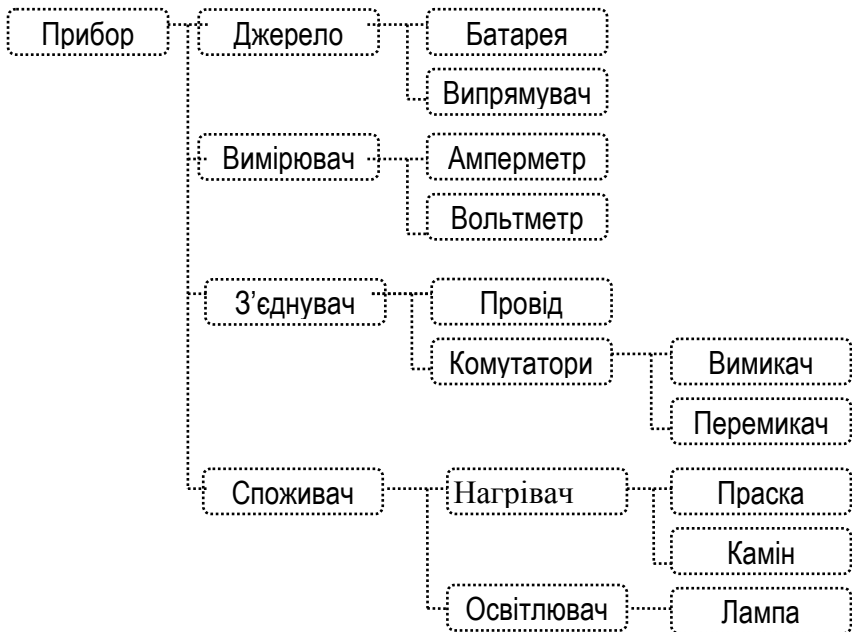 Прибор Джерело Батарея
Випрямувач
Вимірювач Амперметр
Вольтметр
З’єднувач Провід
Комутатори Вимикач
Перемикач
Споживач Нагрівач Праска
Камін
Освітлювач Лампа